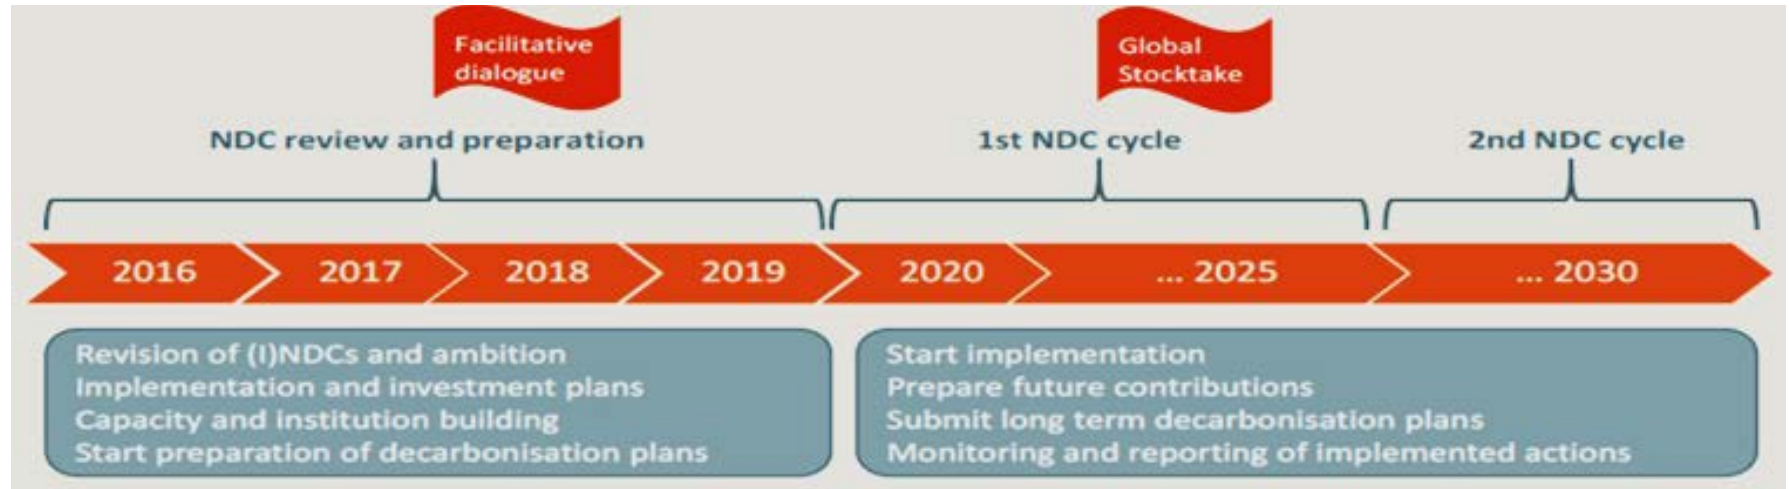 Facilitative
dialogue
Global
Stocktake
NDC review and preparation
1st NDC cycle
2nd NDC cycle
2016
2017
2018
2019
2020
... 2025
... 2030
Revision of (I)NDCs and ambition
Implementation and investment plans
Capacity and institution building
Start preparation of decarbonisation plans
Start implementation
Prepare future contributions
Submit long term decarbonisation plans
Monitoring and reporting of implemented actions